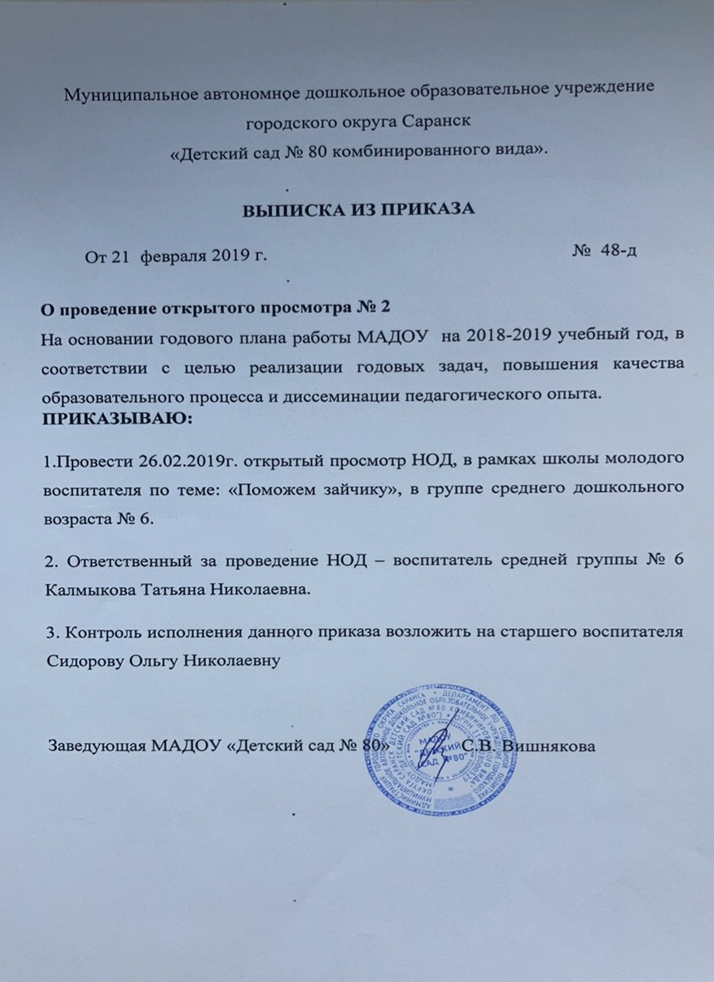 Муниципальное автономное дошкольное образовательное учреждение
городского округа Саранск
«Детский сад № 80 комбинированного вида».
ВЫПИСКА ИЗ ПРИКАЗА
От 21 февраля 2019 г. № 48-д
О проведение открытого просмотра № 2
На основании годового плана работы МАДОУ на 2018-2019 учебный год, в
соответствии с целью реализации годовых задач, повышения качества
образовательного процесса и диссеминации педагогического опыта.
ПРИКАЗЫВАЮ:
1.Провести 26.02.2019г. открытый просмотр НОД, в рамках школы молодого
воспитателя по теме: «Поможем зайчику», в группе среднего дошкольного
возраста № 6.
2. Ответственный за проведение НОД – воспитатель средней группы № 6
Калмыкова Татьяна Николаевна.
3. Контроль исполнения данного приказа возложить на старшего воспитателя
Сидорову Ольгу Николаевну
Заведующая МАДОУ «Детский сад № 80» С.В. Вишнякова
МАДОУ
"ДЕТСКИЙ
САД №80"